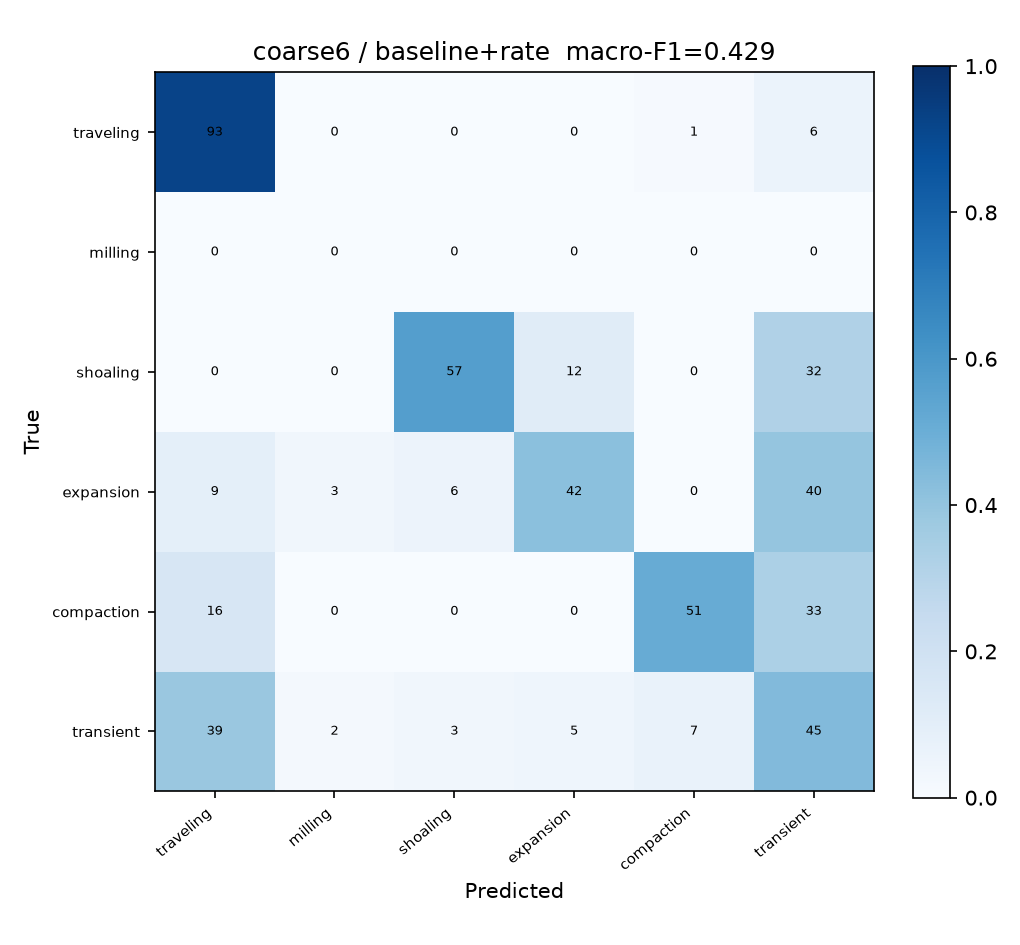 coarse6 / baseline+rate  macro-F1=0.429
traveling 93 0 0 0 1 6
milling 0 0 0 0 0 0
shoaling 0 0 57 12 0 32
expansion 9 3 6 42 0 40
compaction 16 0 0 0 51 33
transient 39 2 3 5 7 45
True
traveling milling shoaling expansion compaction transient
Predicted
1.0
0.8
0.6
0.4
0.2
0.0